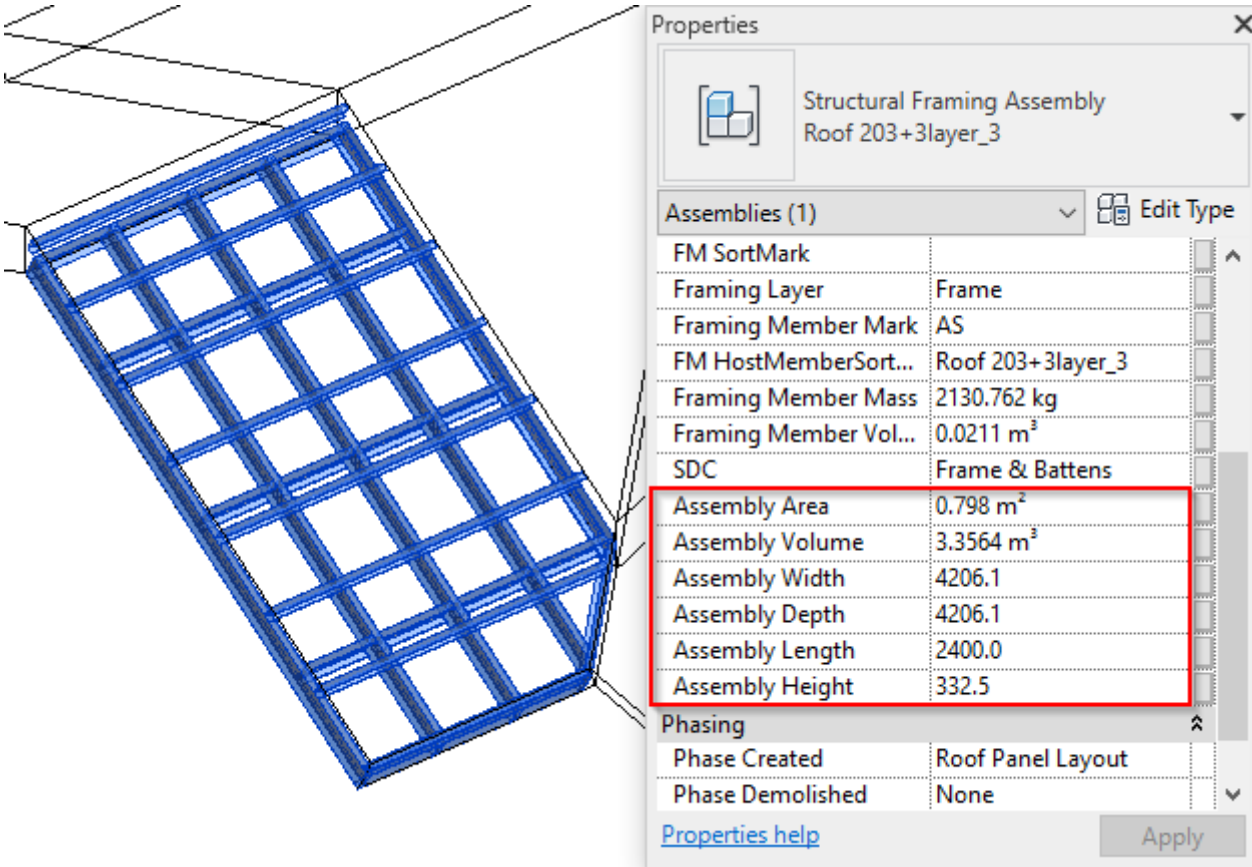 Properties
Structural Framing Assembly
Roof 203+3layer_3
Assemblies (1)
Edit Type
FM SortMark
Framing Layer Frame
Framing Member Mark AS
FM HostMemberSort... Roof 203+3layer_3
Framing Member Mass 2130.762 kg
Framing Member Vol... 0.0211 m³
SDC Frame & Battens
Assembly Area 0.798 m²
Assembly Volume 3.3564 m³
Assembly Width 4206.1
Assembly Depth 4206.1
Assembly Length 2400.0
Assembly Height 332.5
Phasing
Phase Created Roof Panel Layout
Phase Demolished None
Properties help
Apply